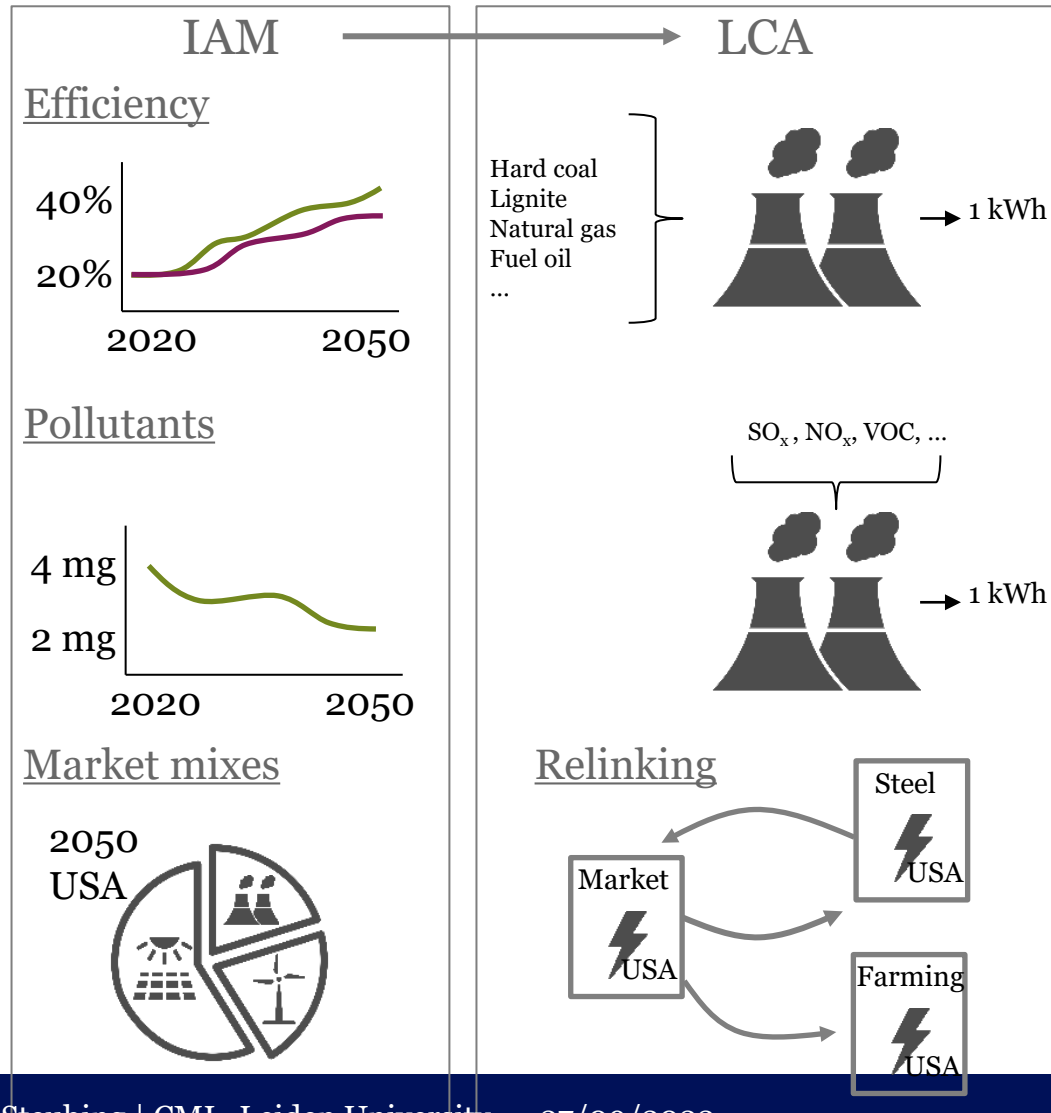 IAM
LCA
Efficiency
40%
20%
2020
2050
Hard coal
Lignite
Natural gas
Fuel oil
...
1 kWh
Pollutants
4 mg
2 mg
2020
2050
SOx, NOx, VOC, ...
1 kWh
Market mixes
2050
USA
Relinking
Market
USA
Steel
USA
Farming
USA
| CML, Leiden University